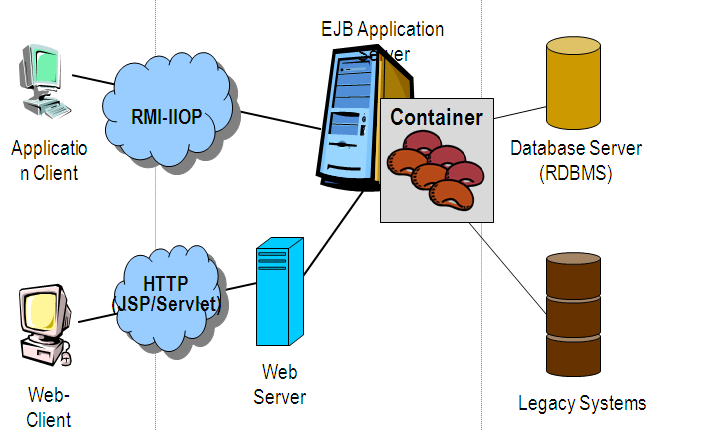 EJB Application
Server
RMI-IIOP
Container
Applicatio
n Client
Database Server
(RDBMS)
HTTP
(JSP/Servlet)
Web
Server
Web-
Client
Legacy Systems